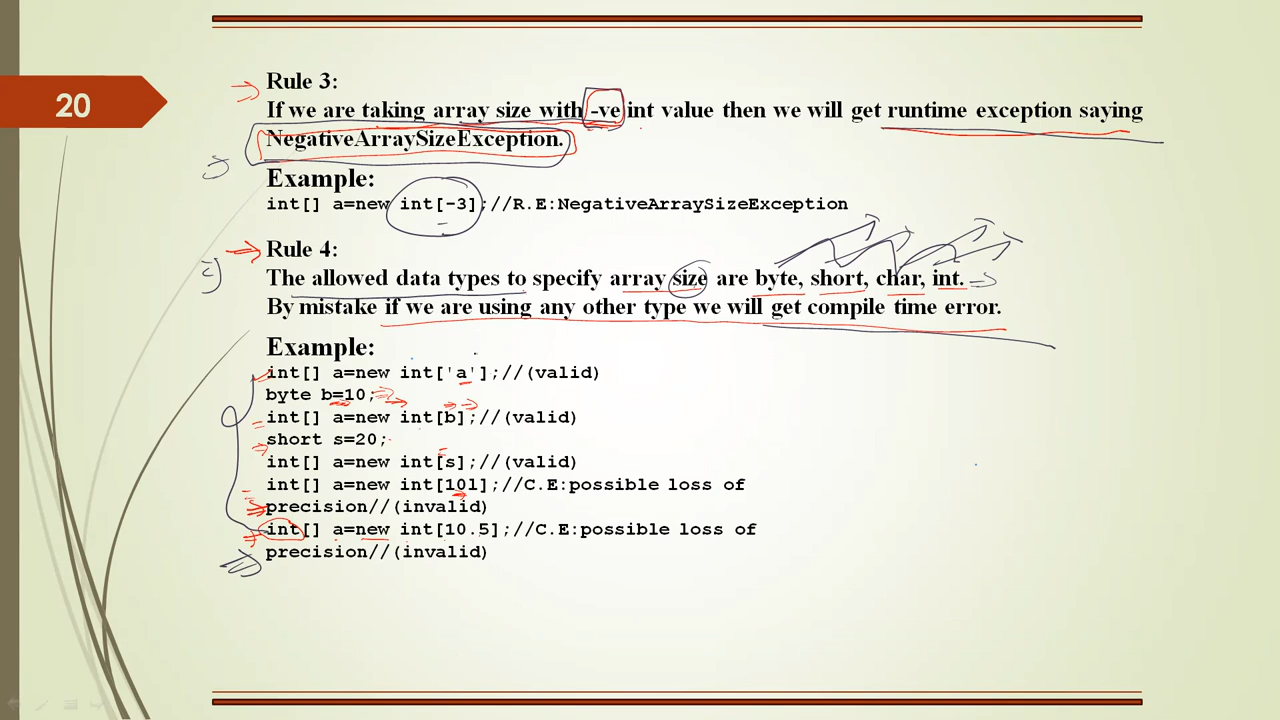 20
Rule 3:
If we are taking array size with -ve int value then we will get runtime exception saying
NegativeArraySizeException.
Example:
int[] a=new int[-3];//R.E:NegativeArraySizeException
Rule 4:
The allowed data types to specify array size are byte, short, char, int.
By mistake if we are using any other type we will get compile time error.
Example:
int[] a=new int['a'];//(valid)
byte b=10;
int[] a=new int[b];//(valid)
short s=20;
int[] a=new int[s];//(valid)
int[] a=new int[10l];//C.E:possible loss of
precision//(invalid)
int[] a=new int[10.5];//C.E:possible loss of
precision//(invalid)